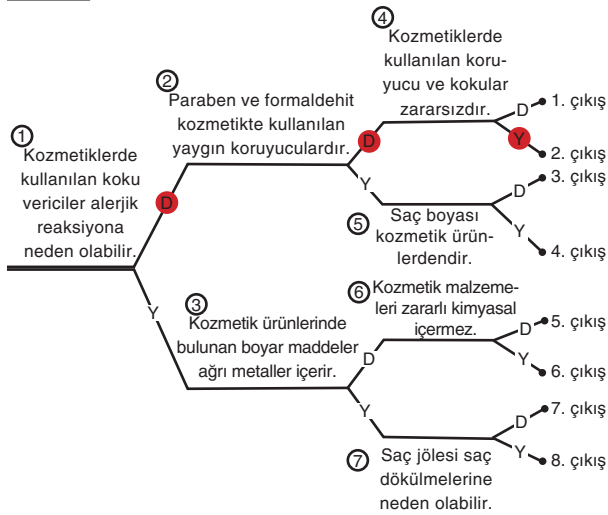 ①
Kozmetiklerde
kullanılan koku
vericiler alerjik
reaksiyona
neden olabilir.
D
Y
②
Paraben ve formaldehit
kozmetikte kullanılan
yaygın koruyuculardır.
D
Y
③
Kozmetik ürünlerinde
bulunan boyar maddeler
ağrı metaller içerir.
D
Y
④
Kozmetiklerde
kullanılan koru-
yucu ve kokular
zararsızdır.
D
1. çıkış
Y
2. çıkış
⑤
Saç boyası
kozmetik ürün-
lerdendir.
D
3. çıkış
Y
4. çıkış
⑥
Kozmetik malzeme-
leri zararlı kimyasal
içermez.
D
5. çıkış
Y
6. çıkış
⑦
Saç jölesi saç
dökülmelerine
neden olabilir.
D
7. çıkış
Y
8. çıkış